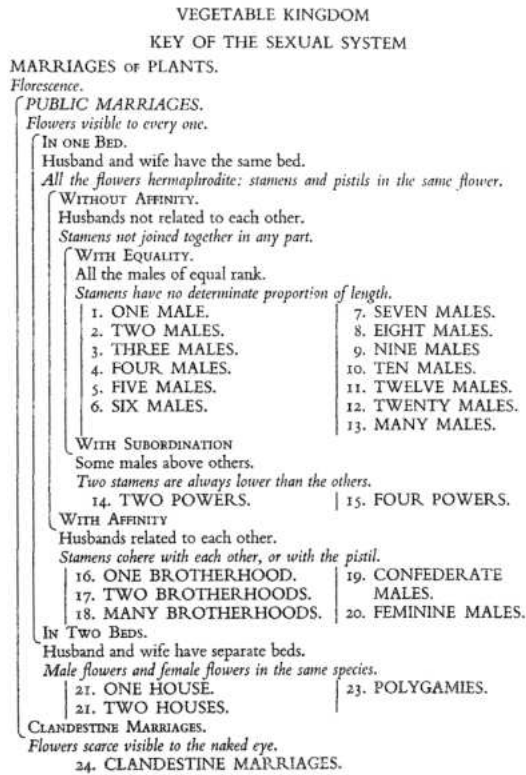 VEGETABLE KINGDOM
KEY OF THE SEXUAL SYSTEM
MARRIAGES OF PLANTS.
Florescence.
PUBLIC MARRIAGES.
Flowers visible to every one.
IN ONE BED.
Husband and wife have the same bed.
All the flowers hermaphrodite: stamens and pistils in the same flower.
WITHOUT AFFINITY.
Husbands not related to each other.
Stamens not joined together in any part.
WITH EQUALITY.
All the males of equal rank.
Stamens have no determinate proportion of length.
1. ONE MALE.
2. TWO MALES.
3. THREE MALES.
4. FOUR MALES.
5. FIVE MALES.
6. SIX MALES.
7. SEVEN MALES.
8. EIGHT MALES.
9. NINE MALES
10. TEN MALES.
11. TWELVE MALES.
12. TWENTY MALES.
13. MANY MALES.
WITH SUBORDINATION
Some males above others.
Two stamens are always lower than the others.
14. TWO POWERS.
15. FOUR POWERS.
WITH AFFINITY
Husbands related to each other.
Stamens cohere with each other, or with the pistil.
16. ONE BROTHERHOOD.
17. TWO BROTHERHOODS.
18. MANY BROTHERHOODS.
19. CONFEDERATE
MALES.
20. FEMININE MALES.
IN TWO BEDS.
Husband and wife have separate beds.
Male flowers and female flowers in the same species.
21. ONE HOUSE.
21. TWO HOUSES.
23. POLYGAMIES.
CLANDESTINE MARRIAGES.
Flowers scarce visible to the naked eye.
24. CLANDESTINE MARRIAGES.